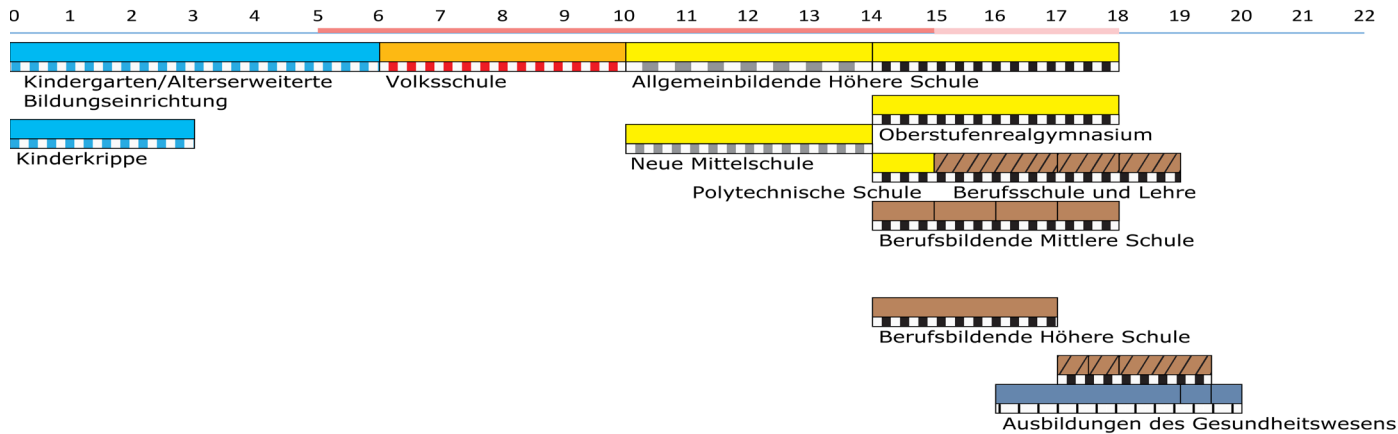 0 1 2 3 4 5 6 7 8 9 10 11 12 13 14 15 16 17 18 19 20 21 22
Kindergarten/Alterserweiterte
Bildungseinrichtung
Volksschule
Allgemeinbildende Höhere Schule
Oberstufenrealgymnasium
Kinderkrippe
Neue Mittelschule
Polytechnische Schule
Berufsschule und Lehre
Berufsbildende Mittlere Schule
Berufsbildende Höhere Schule
Ausbildungen des Gesundheitswesens